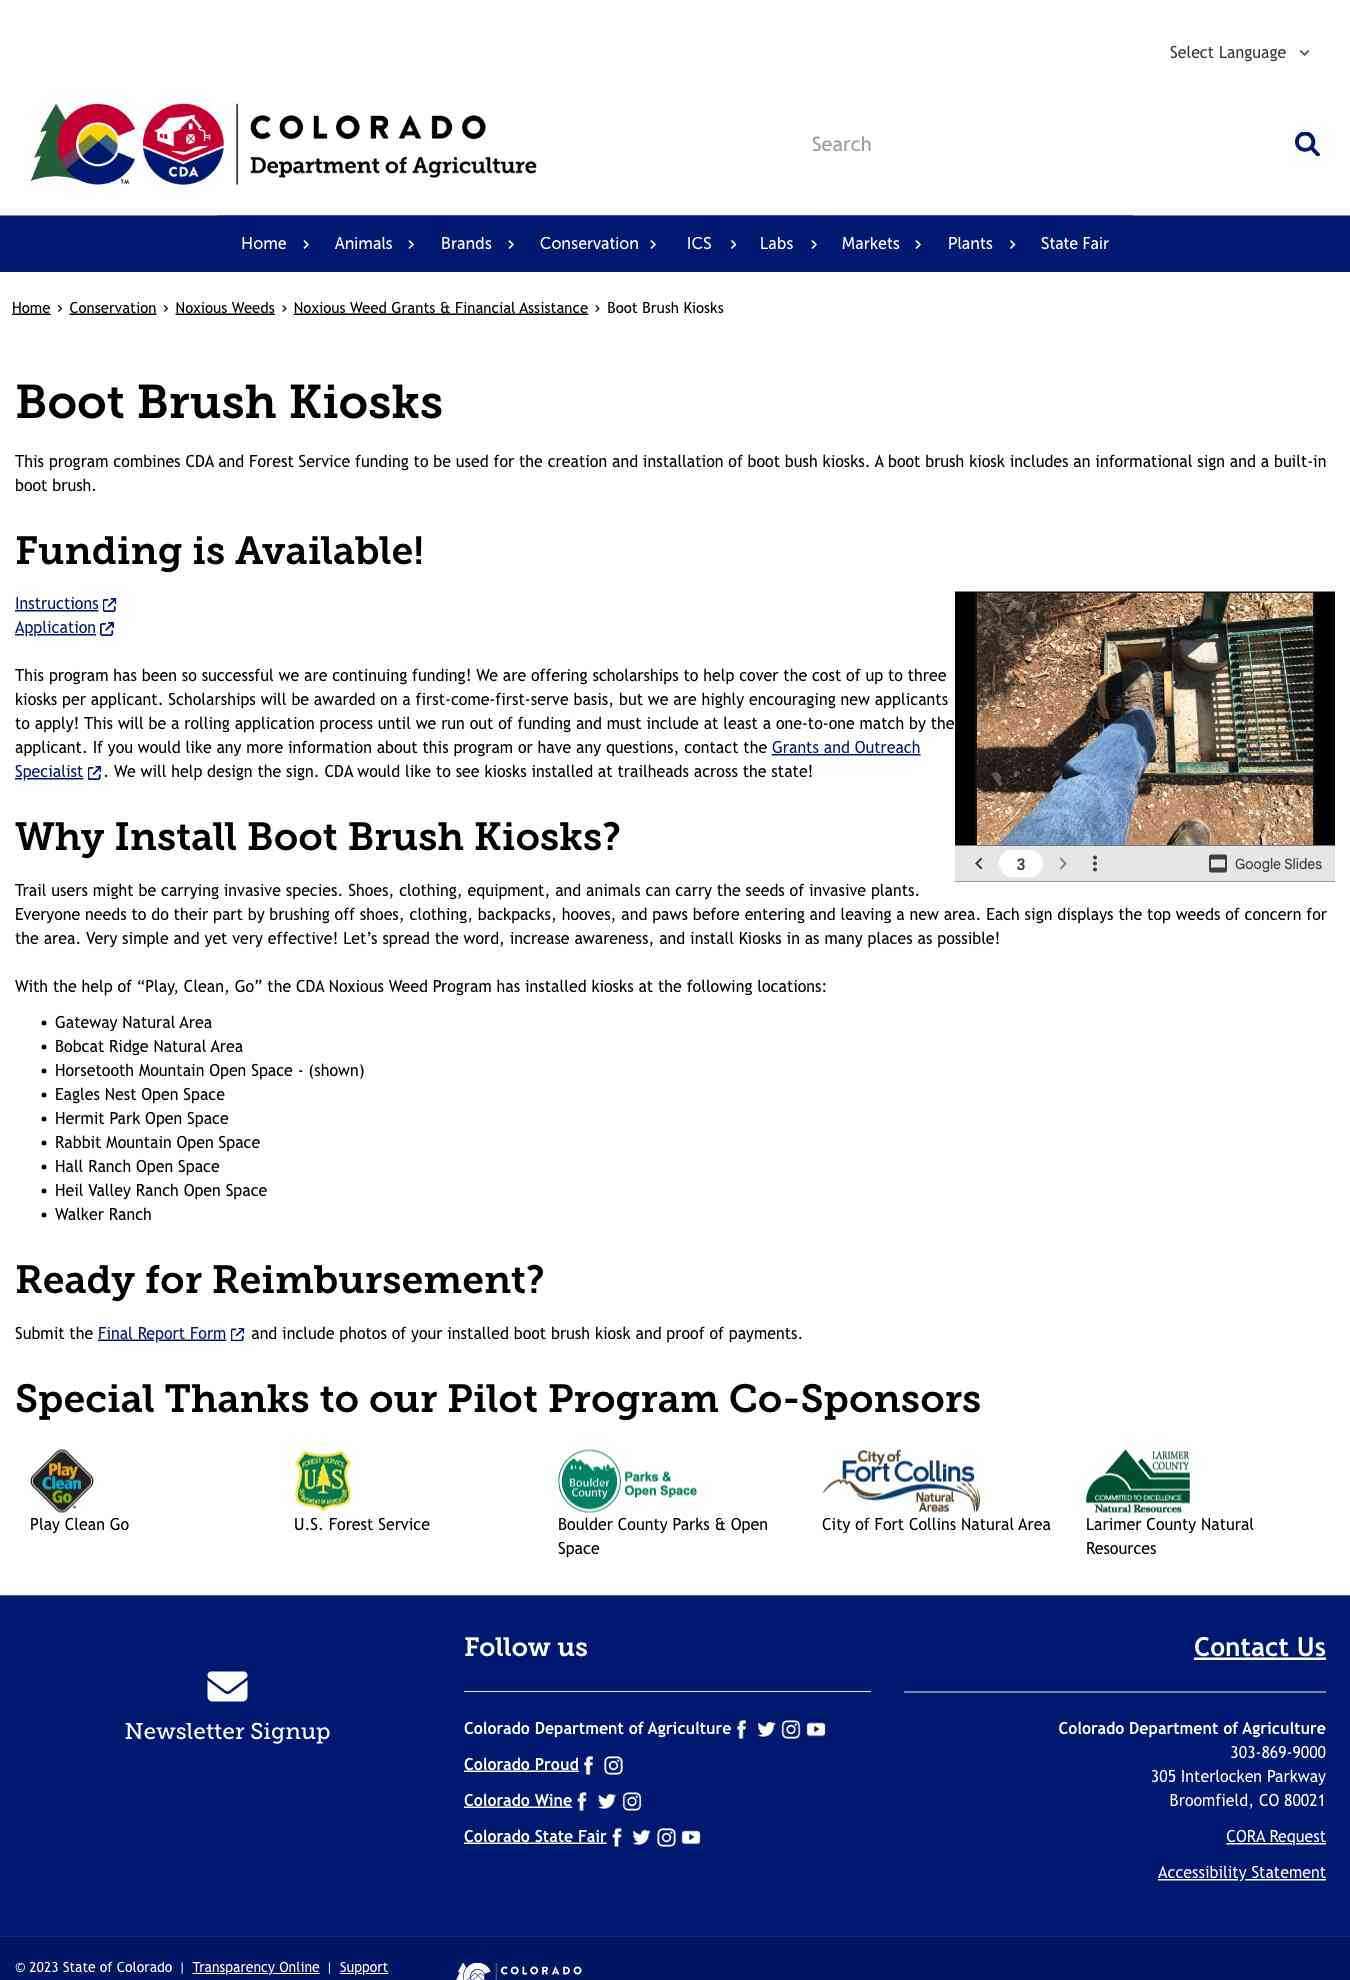 Select Language
COLORADO
Department of Agriculture
CDA
TM
Search
Home Animals Brands Conservation ICS Labs Markets Plants State Fair
Home › Conservation › Noxious Weeds › Noxious Weed Grants & Financial Assistance › Boot Brush Kiosks
Boot Brush Kiosks
This program combines CDA and Forest Service funding to be used for the creation and installation of boot bush kiosks. A boot brush kiosk includes an informational sign and a built-in
boot brush.
Funding is Available!
Instructions
Application
This program has been so successful we are continuing funding! We are offering scholarships to help cover the cost of up to three
kiosks per applicant. Scholarships will be awarded on a first-come-first-serve basis, but we are highly encouraging new applicants
to apply! This will be a rolling application process until we run out of funding and must include at least a one-to-one match by the
applicant. If you would like any more information about this program or have any questions, contact the Grants and Outreach
Specialist. We will help design the sign. CDA would like to see kiosks installed at trailheads across the state!
3
Google Slides
Why Install Boot Brush Kiosks?
Trail users might be carrying invasive species. Shoes, clothing, equipment, and animals can carry the seeds of invasive plants.
Everyone needs to do their part by brushing off shoes, clothing, backpacks, hooves, and paws before entering and leaving a new area. Each sign displays the top weeds of concern for
the area. Very simple and yet very effective! Let’s spread the word, increase awareness, and install Kiosks in as many places as possible!
With the help of “Play, Clean, Go” the CDA Noxious Weed Program has installed kiosks at the following locations:
• Gateway Natural Area
• Bobcat Ridge Natural Area
• Horsetooth Mountain Open Space - (shown)
• Eagles Nest Open Space
• Hermit Park Open Space
• Rabbit Mountain Open Space
• Hall Ranch Open Space
• Heil Valley Ranch Open Space
• Walker Ranch
Ready for Reimbursement?
Submit the Final Report Form and include photos of your installed boot brush kiosk and proof of payments.
Special Thanks to our Pilot Program Co-Sponsors
Play
Clean
Go
Play Clean Go
FOREST SERVICE
UAS
DEPARTMENT OF AGRICULTURE
U.S. Forest Service
Boulder
County
Parks &
Open Space
Boulder County Parks & Open
Space
City of
Fort Collins
Natural
Areas
City of Fort Collins Natural Area
LARIMER
COUNTY
COMMITTED TO EXCELLENCE
Natural Resources
Larimer County Natural
Resources
Newsletter Signup
Follow us
Colorado Department of Agriculture
Colorado Proud
Colorado Wine
Colorado State Fair
Contact Us
Colorado Department of Agriculture
303-869-9000
305 Interlocken Parkway
Broomfield, CO 80021
CORA Request
Accessibility Statement
© 2023 State of Colorado | Transparency Online | Support
COLORADO